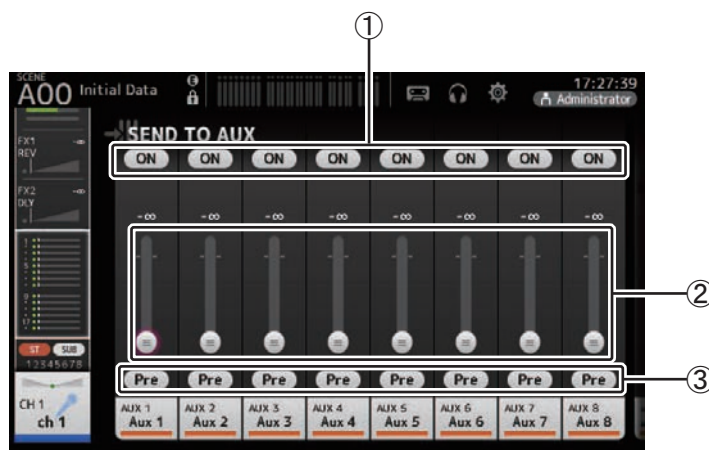 ①
SCENE
A00 Initial Data
E
17:27:39
Administrator
SEND TO AUX
FX1 -∞
REV
FX2 -∞
DLY
ON ON ON ON ON ON ON ON
-∞ -∞ -∞ -∞ -∞ -∞ -∞ -∞
②
ST SUB
12345678
Pre Pre Pre Pre Pre Pre Pre Pre
③
CH 1
ch 1
AUX 1 AUX 2 AUX 3 AUX 4 AUX 5 AUX 6 AUX 7 AUX 8
Aux 1 Aux 2 Aux 3 Aux 4 Aux 5 Aux 6 Aux 7 Aux 8